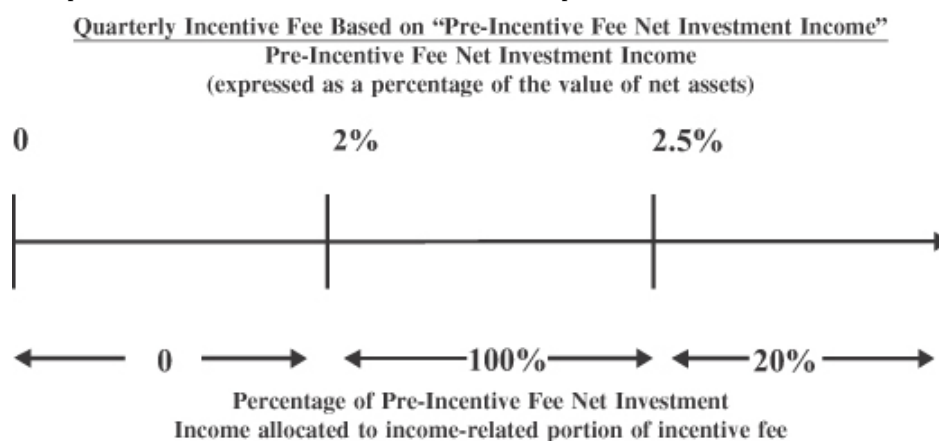 Quarterly Incentive Fee Based on “Pre-Incentive Fee Net Investment Income”
Pre-Incentive Fee Net Investment Income
(expressed as a percentage of the value of net assets)
0 2% 2.5%
0 100% 20%
Percentage of Pre-Incentive Fee Net Investment
Income allocated to income-related portion of incentive fee